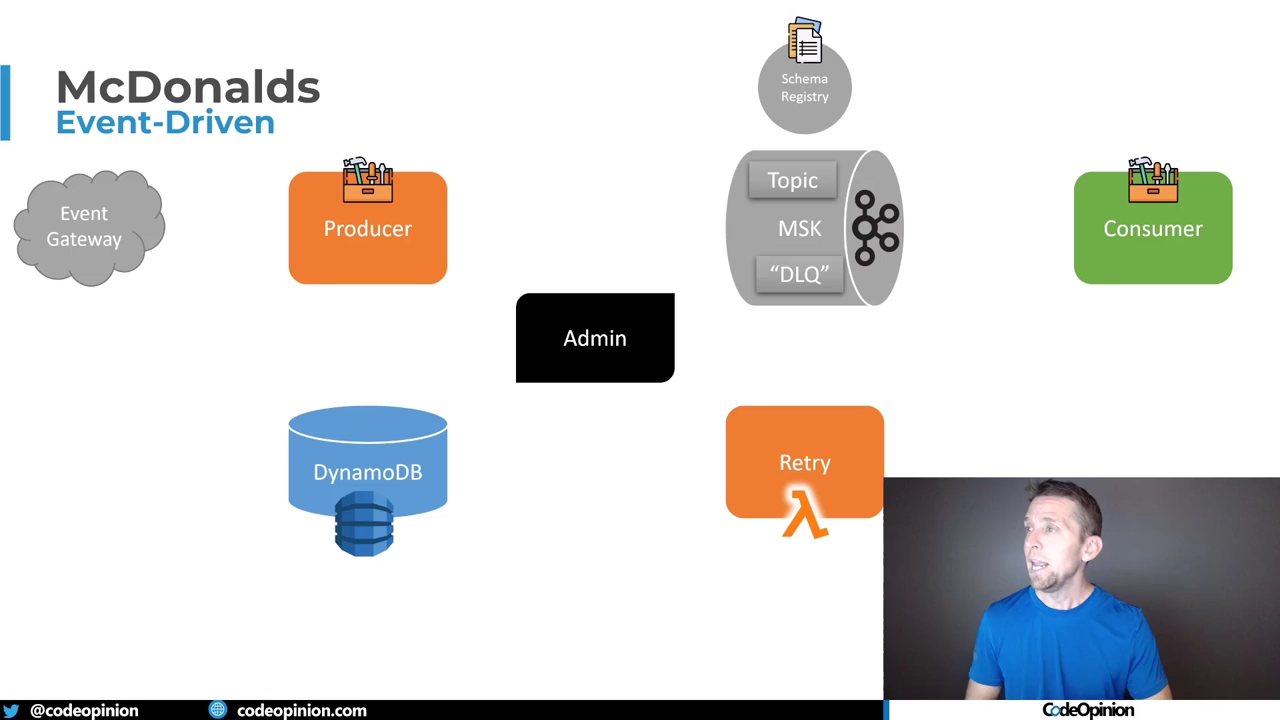 McDonalds
Event-Driven
Schema
Registry
Event
Gateway
Producer
Topic
MSK
“DLQ”
Consumer
Admin
DynamoDB
Retry
@codeopinion
codeopinion.com
CodeOpinion